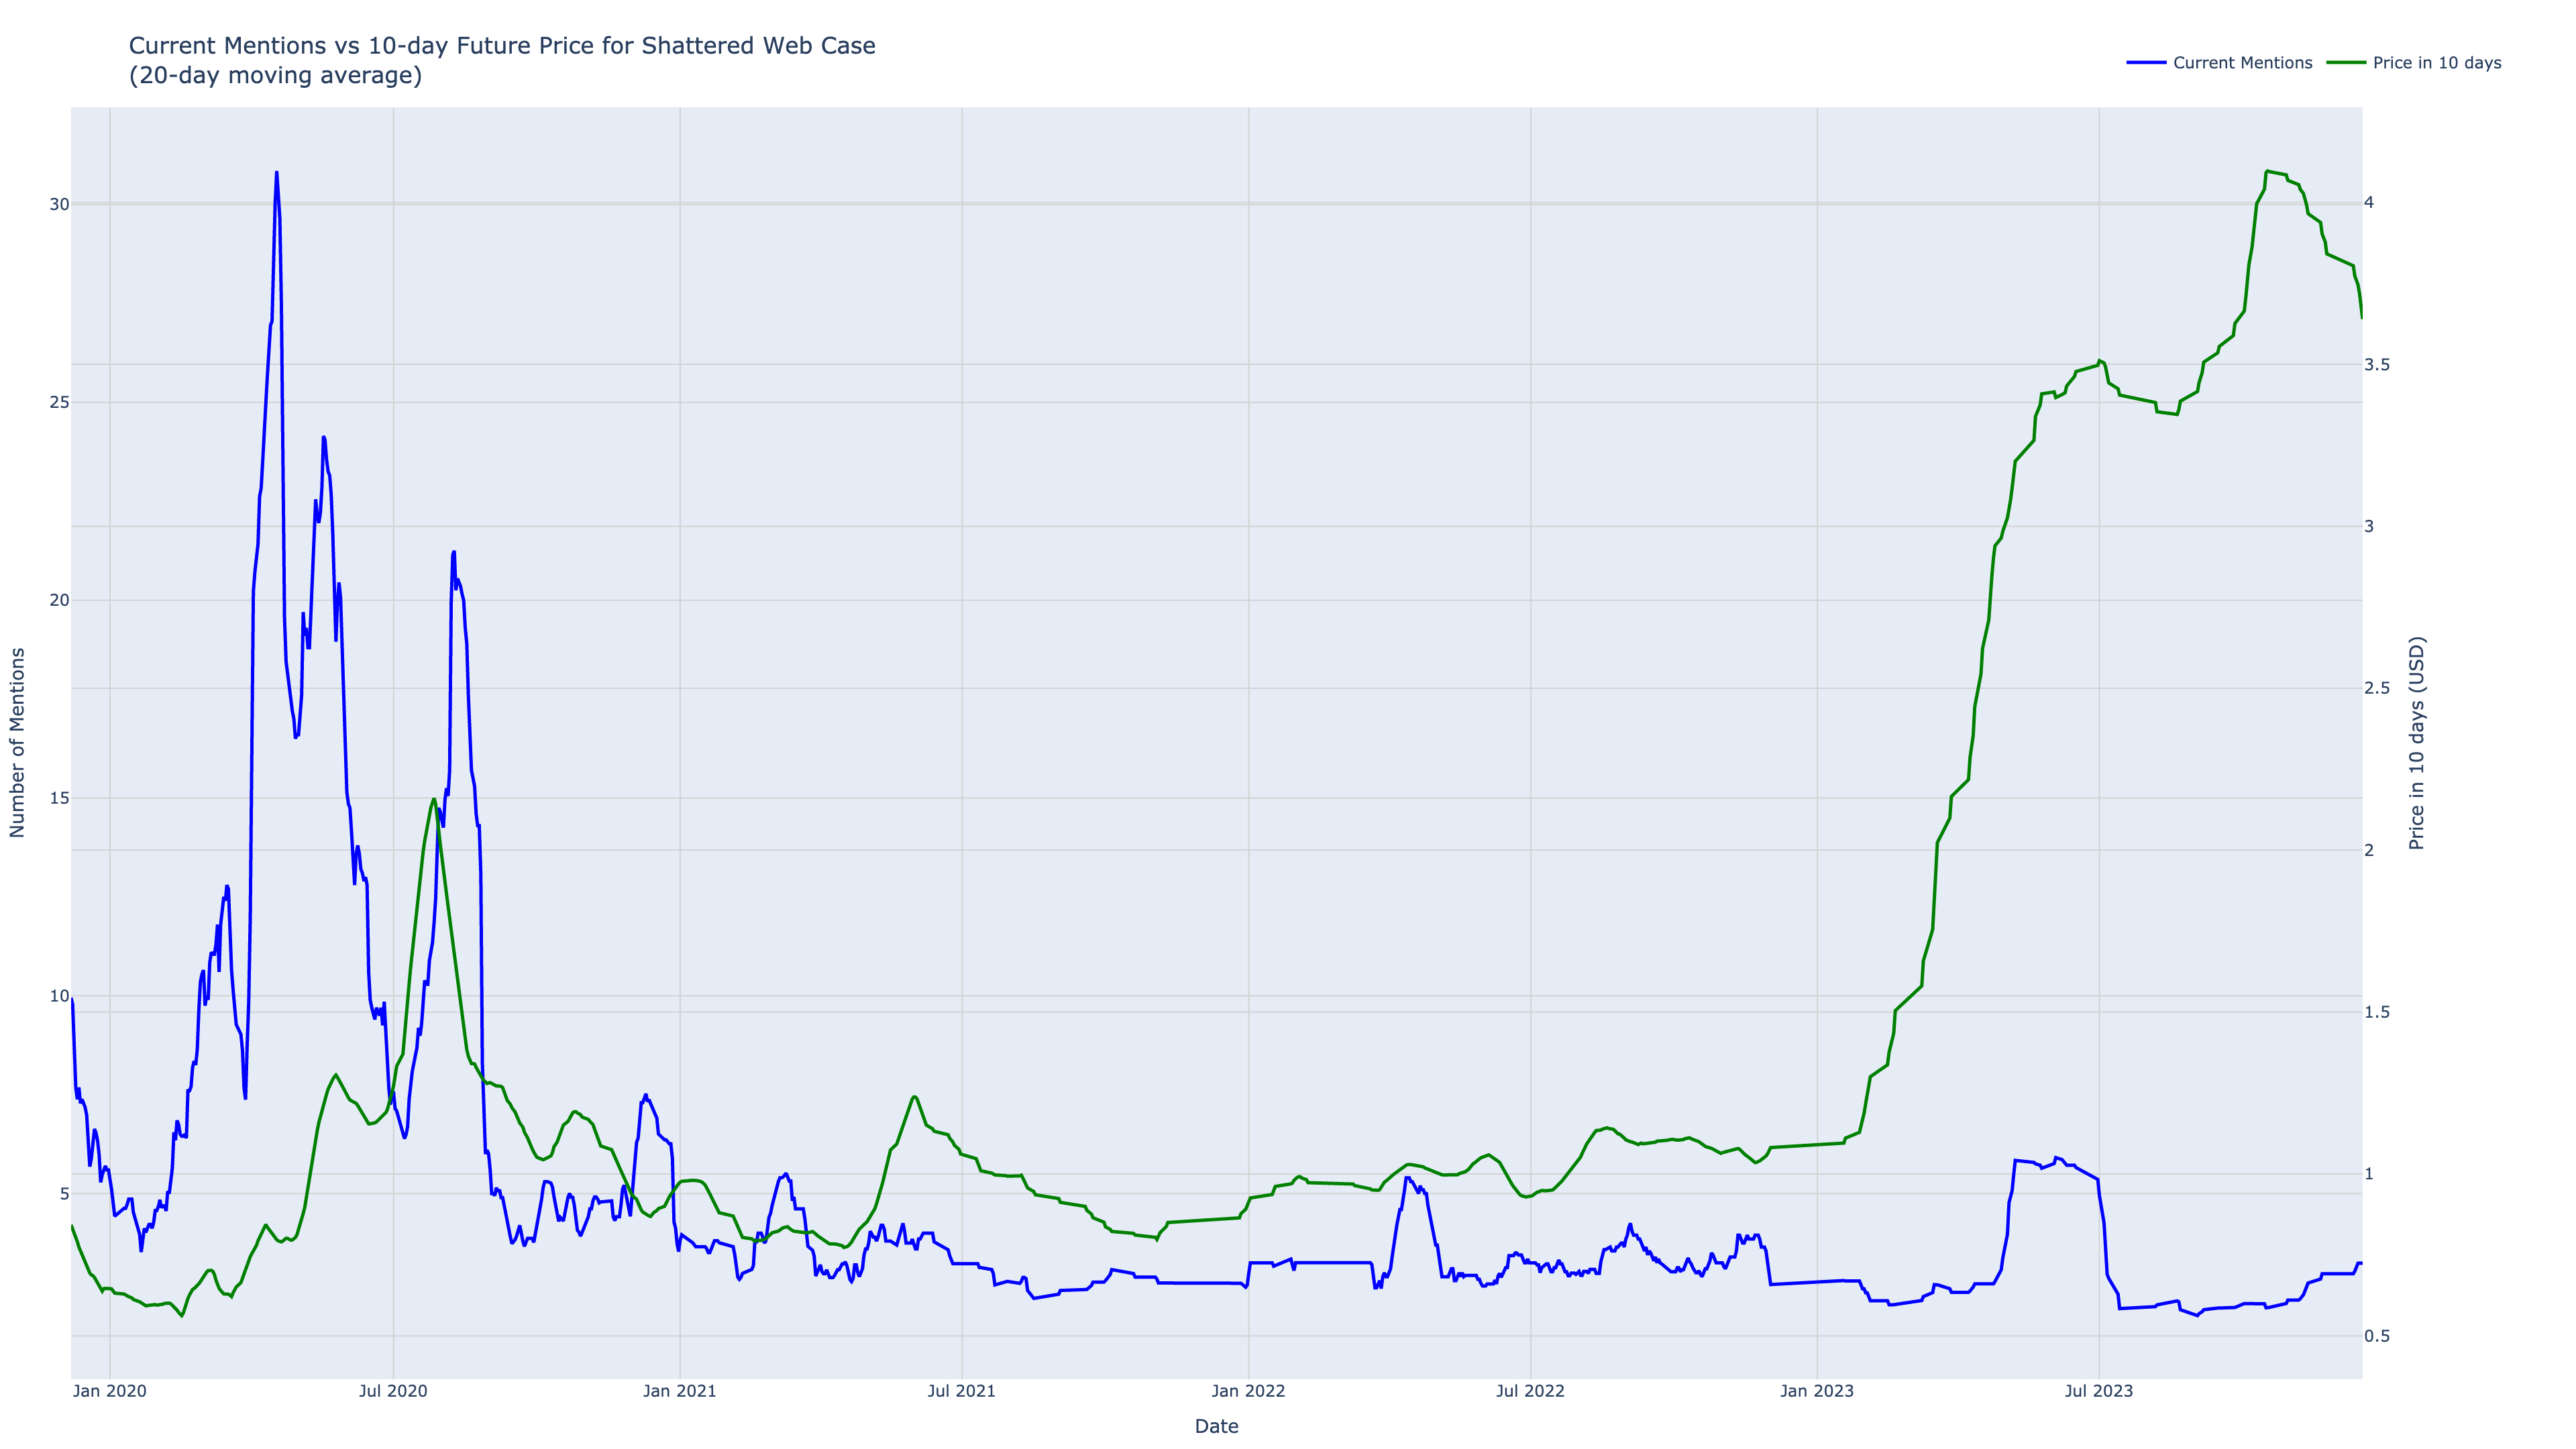 Current Mentions vs 10-day Future Price for Shattered Web Case
(20-day moving average)
Current Mentions
Price in 10 days
30
25
20
15
10
5
Number of Mentions
4
3.5
3
2.5
2
1.5
1
0.5
Price in 10 days (USD)
Jan 2020
Jul 2020
Jan 2021
Jul 2021
Jan 2022
Jul 2022
Jan 2023
Jul 2023
Date